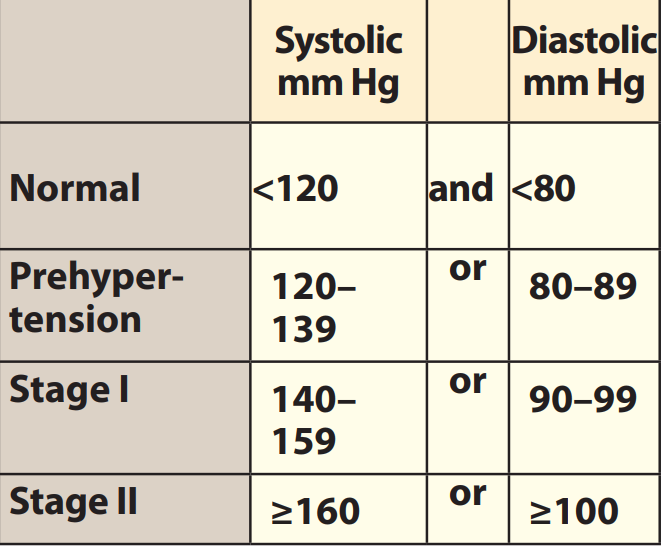 Systolic
mm Hg
Diastolic
mm Hg
Normal
<120
and
<80
Prehyper-
tension
120–
139
or
80–89
Stage I
140–
159
or
90–99
Stage II
≥160
or
≥100